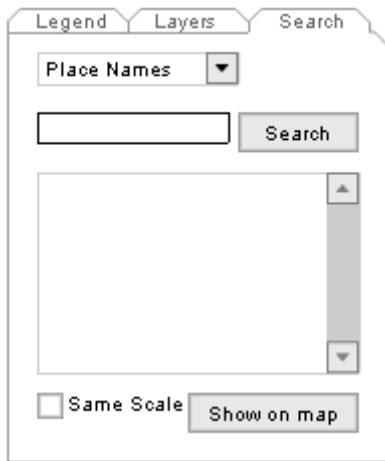 Legend Layers Search
Place Names
Search
Same Scale Show on map